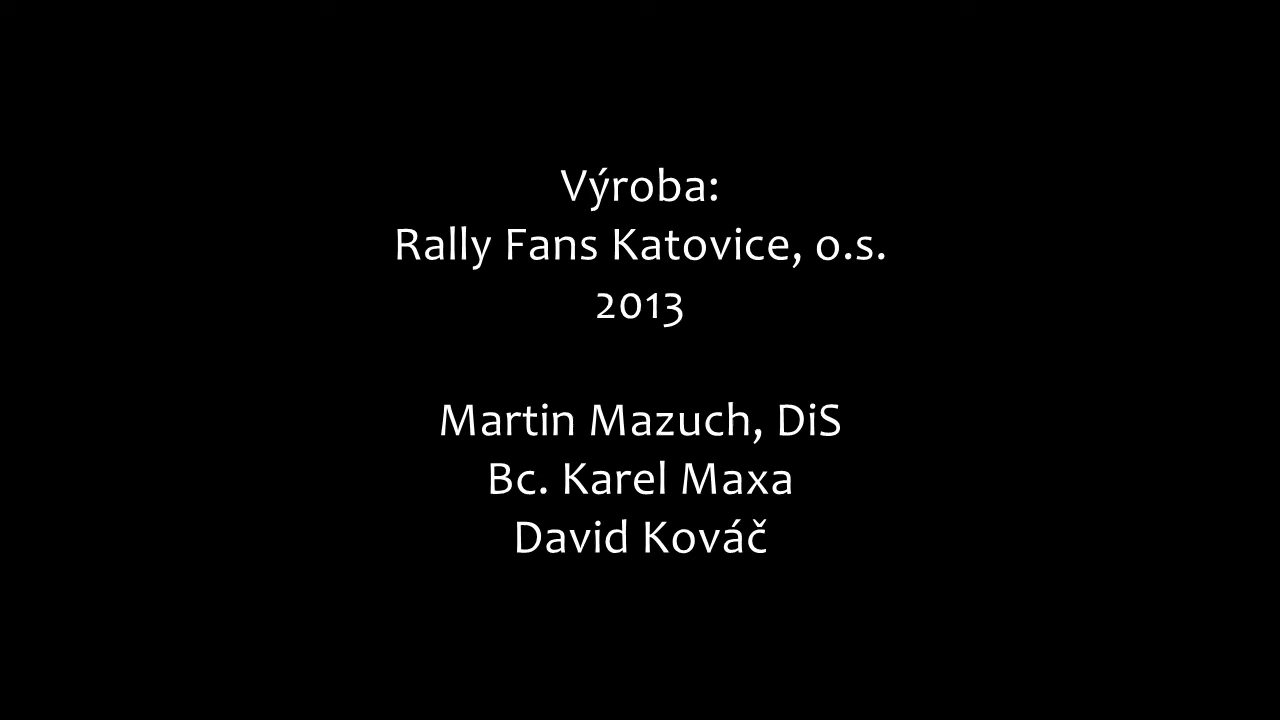 Výroba:
Rally Fans Katovice, o.s.
2013
Martin Mazuch, DiS
Bc. Karel Maxa
David Kováč